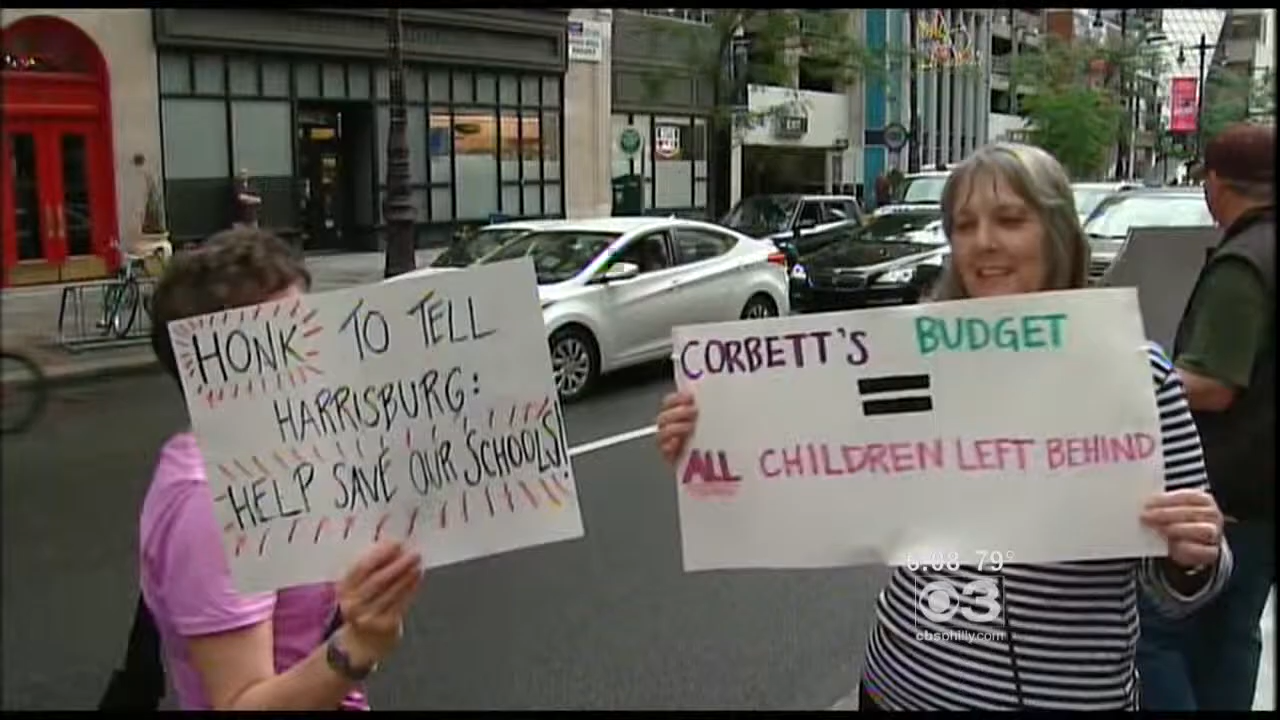 HONK TO TELL
HARRISBURG:
HELP SAVE OUR SCHOOLS!
CORBETT'S BUDGET
=
ALL CHILDREN LEFT BEHIND
6:08 79°
3
cbsphilly.com